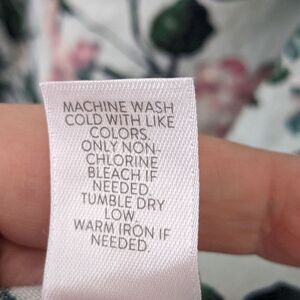 MACHINE WASH
COLD WITH LIKE
COLORS.
ONLY NON-
CHLORINE
BLEACH IF
NEEDED.
TUMBLE DRY
LOW.
WARM IRON IF
NEEDED.